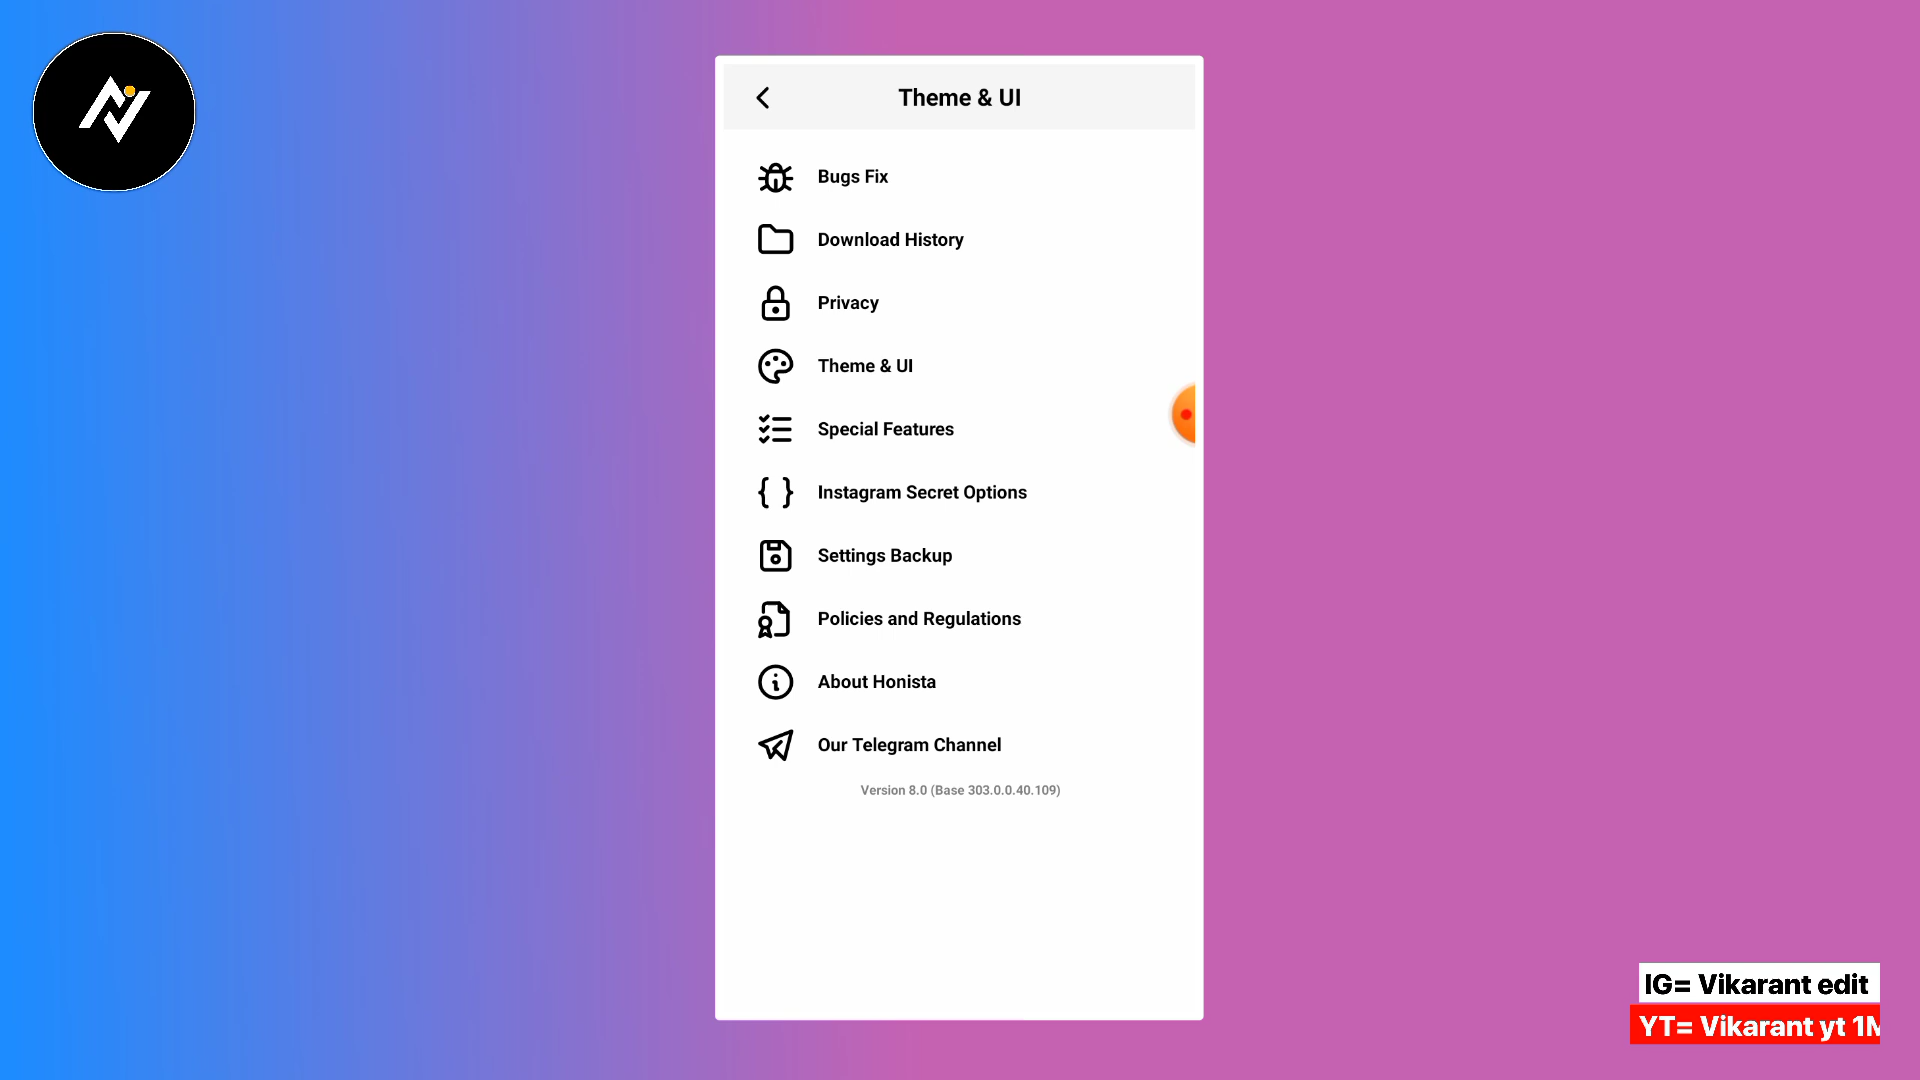 Theme & UI
Bugs Fix
Download History
Privacy
Theme & UI
Special Features
Instagram Secret Options
Settings Backup
Policies and Regulations
About Honista
Our Telegram Channel
Version 8.0 (Base 303.0.0.40.109)
IG= Vikarant edit
YT= Vikarant yt 1M